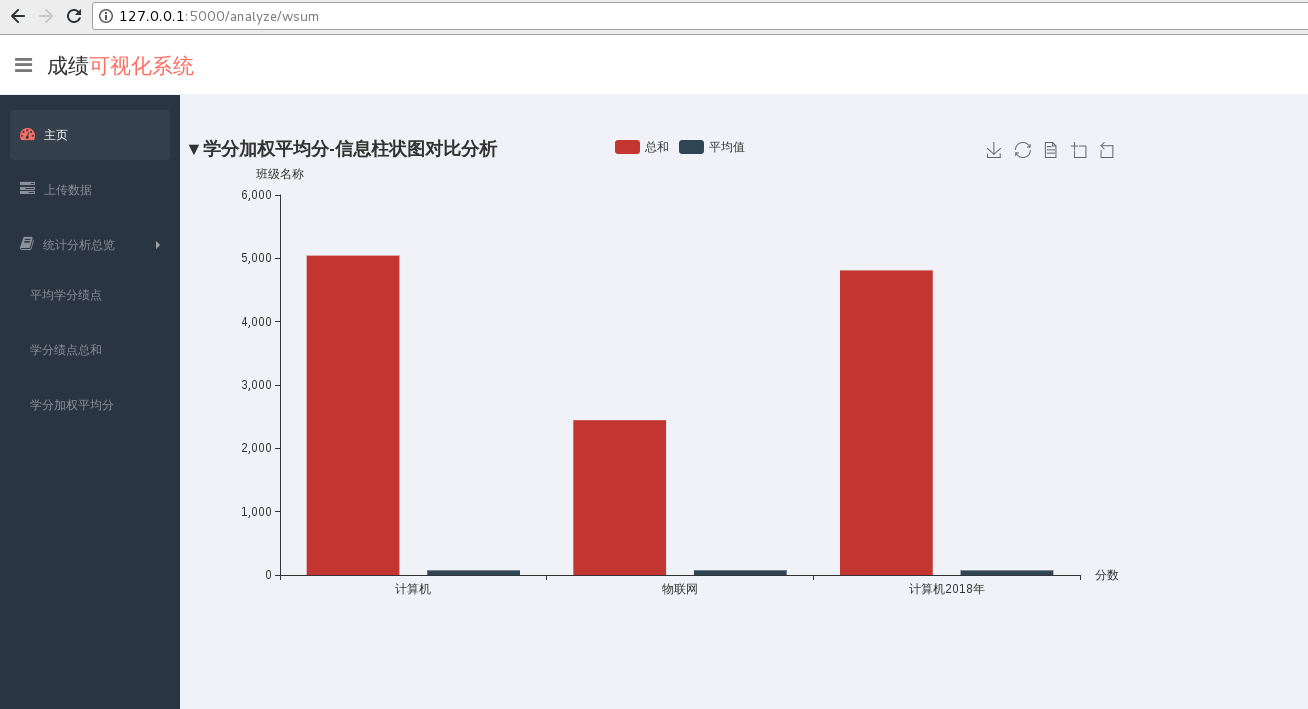 127.0.0.1:5000/analyze/wsum
成绩可视化系统
主页
上传数据
统计分析总览
平均学分绩点
学分绩点总和
学分加权平均分
▼学分加权平均分-信息柱状图对比分析
总和 平均值
班级名称
6,000
5,000
4,000
3,000
2,000
1,000
0
计算机 物联网 计算机2018年
分数